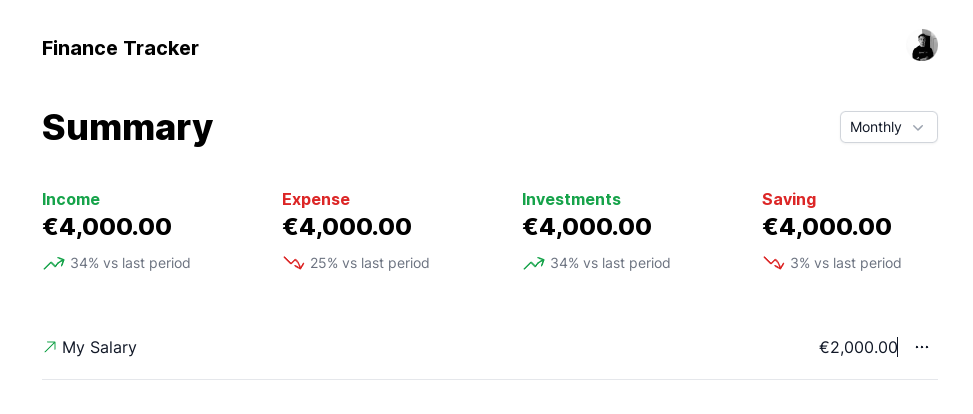 Finance Tracker
Summary
Monthly
Income
Expense
Investments
Saving
€4,000.00
€4,000.00
€4,000.00
€4,000.00
34% vs last period
25% vs last period
34% vs last period
3% vs last period
My Salary
€2,000.00